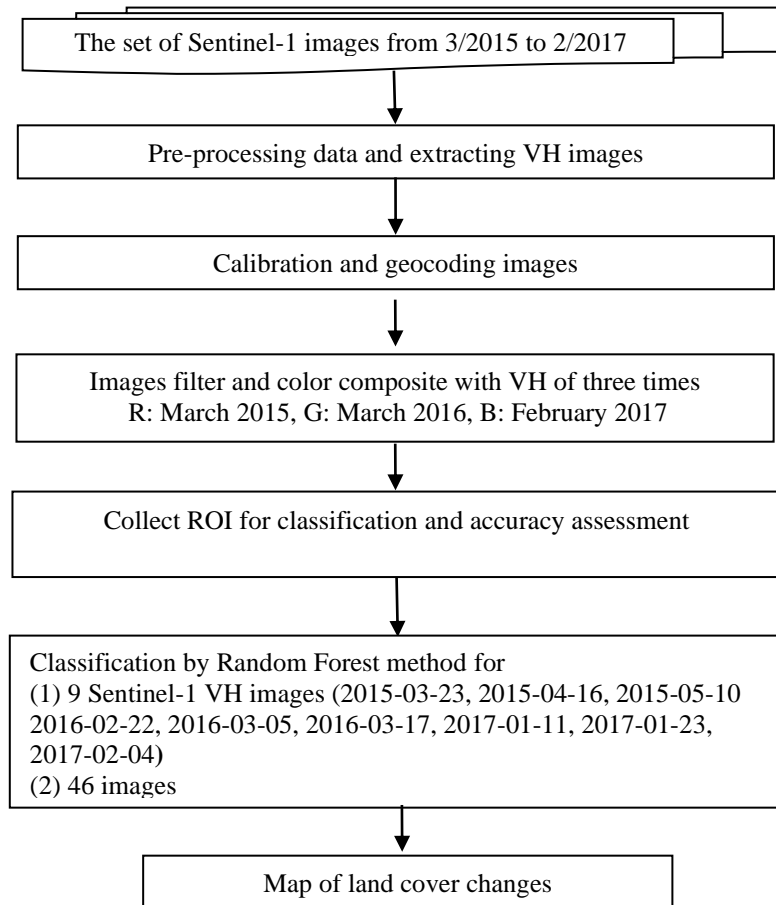 The set of Sentinel-1 images from 3/2015 to 2/2017
Pre-processing data and extracting VH images
Calibration and geocoding images
Images filter and color composite with VH of three times
R: March 2015, G: March 2016, B: February 2017
Collect ROI for classification and accuracy assessment
Classification by Random Forest method for
(1) 9 Sentinel-1 VH images (2015-03-23, 2015-04-16, 2015-05-10
2016-02-22, 2016-03-05, 2016-03-17, 2017-01-11, 2017-01-23,
2017-02-04)
(2) 46 images
Map of land cover changes